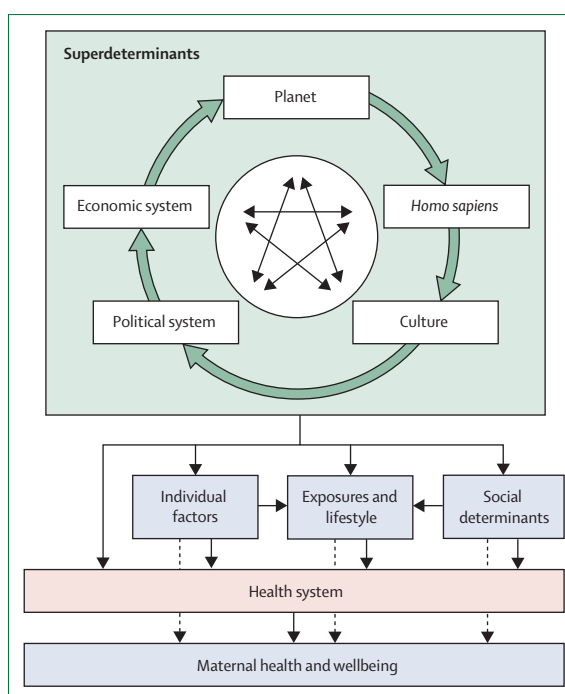 Superdeterminants
Planet
Economic system
Homo sapiens
Political system
Culture
Individual
factors
Exposures and
lifestyle
Social
determinants
Health system
Maternal health and wellbeing